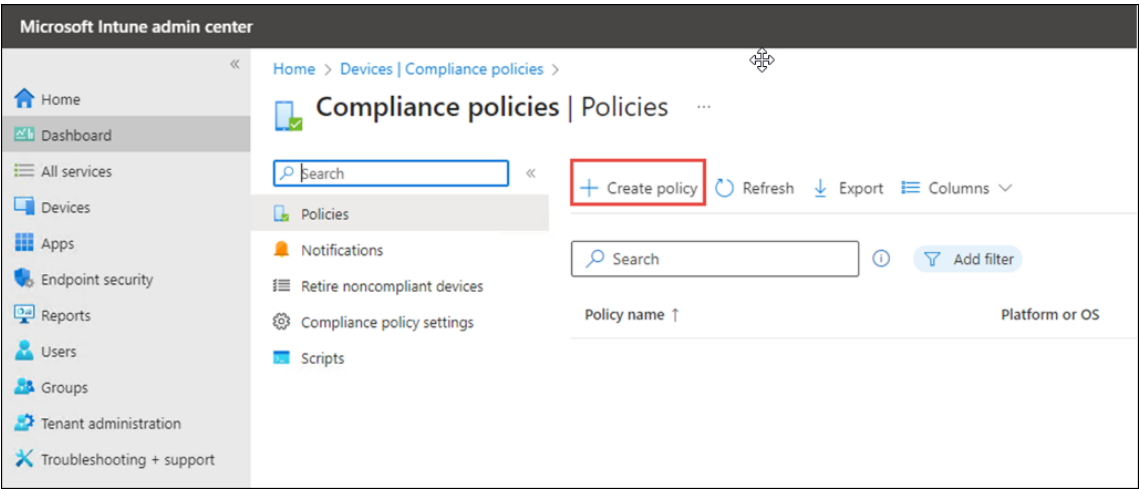 Microsoft Intune admin center
Home > Devices | Compliance policies >
Compliance policies | Policies ...
Home
Dashboard
All services
Devices
Apps
Endpoint security
Reports
Users
Groups
Tenant administration
Troubleshooting + support
Search
Policies
Notifications
Retire noncompliant devices
Compliance policy settings
Scripts
Create policy Refresh Export Columns
Search Add filter
Policy name ↑ Platform or OS